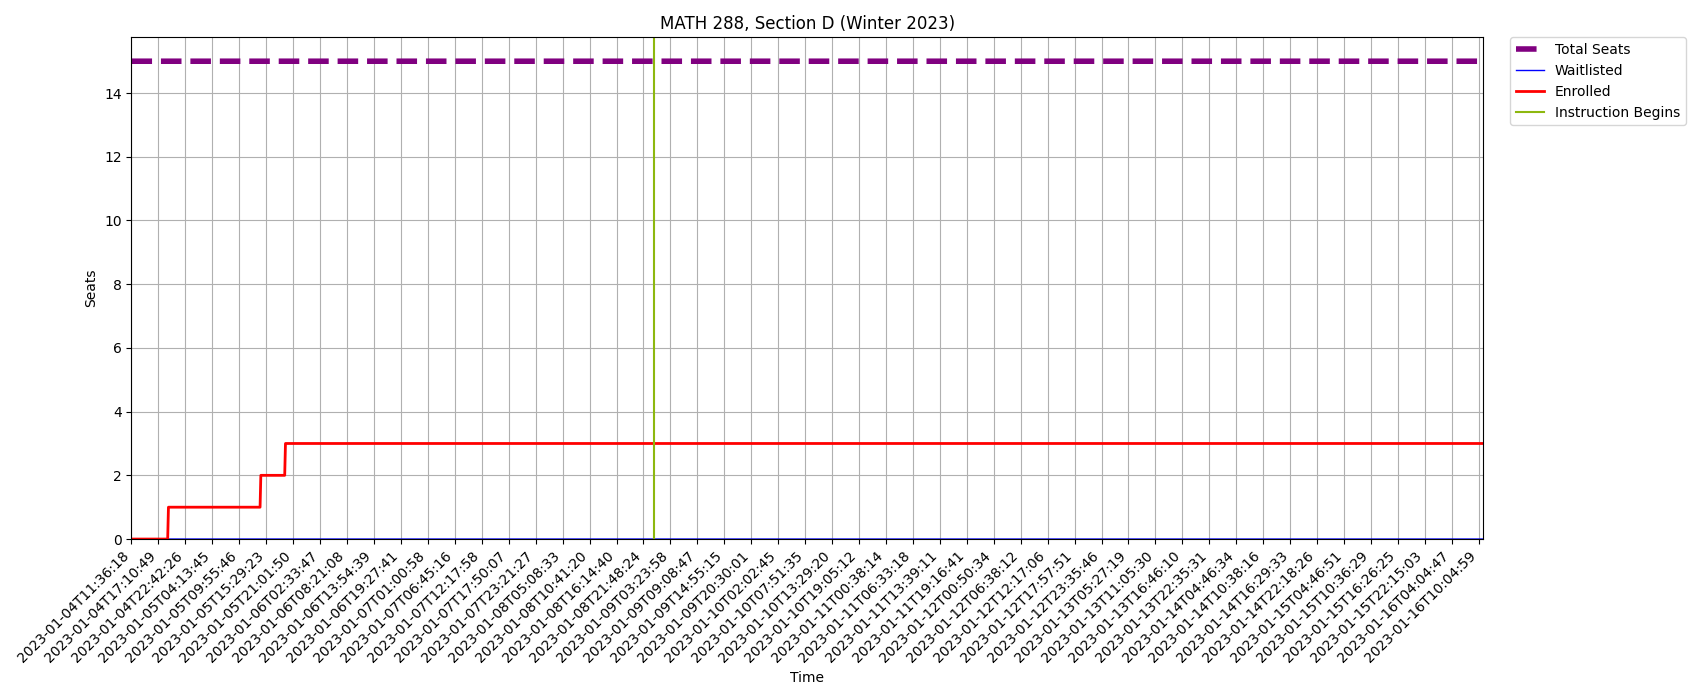 MATH 288, Section D (Winter 2023)
Total Seats
Waitlisted
Enrolled
Instruction Begins
Seats
14
12
10
8
6
4
2
0
2023-01-04T11:36:18
2023-01-04T17:10:49
2023-01-04T22:42:26
2023-01-05T04:13:45
2023-01-05T09:55:46
2023-01-05T15:29:23
2023-01-05T21:01:50
2023-01-06T02:33:47
2023-01-06T08:21:08
2023-01-06T13:54:39
2023-01-06T19:27:41
2023-01-07T01:00:58
2023-01-07T06:45:16
2023-01-07T12:17:58
2023-01-07T17:50:07
2023-01-07T23:21:27
2023-01-08T05:08:33
2023-01-08T10:41:20
2023-01-08T16:14:40
2023-01-08T21:48:24
2023-01-09T03:23:58
2023-01-09T09:08:47
2023-01-09T14:55:15
2023-01-09T20:30:01
2023-01-10T02:02:45
2023-01-10T07:51:35
2023-01-10T13:29:20
2023-01-10T19:05:12
2023-01-11T00:38:14
2023-01-11T06:33:18
2023-01-11T13:39:11
2023-01-11T19:16:41
2023-01-12T00:50:34
2023-01-12T06:38:12
2023-01-12T12:17:06
2023-01-12T17:57:51
2023-01-12T23:35:46
2023-01-13T05:27:19
2023-01-13T11:05:30
2023-01-13T16:46:10
2023-01-13T22:35:31
2023-01-14T04:46:34
2023-01-14T10:38:16
2023-01-14T16:29:33
2023-01-14T22:18:26
2023-01-15T04:46:51
2023-01-15T10:36:29
2023-01-15T16:26:25
2023-01-15T22:15:03
2023-01-16T04:04:47
2023-01-16T10:04:59
Time